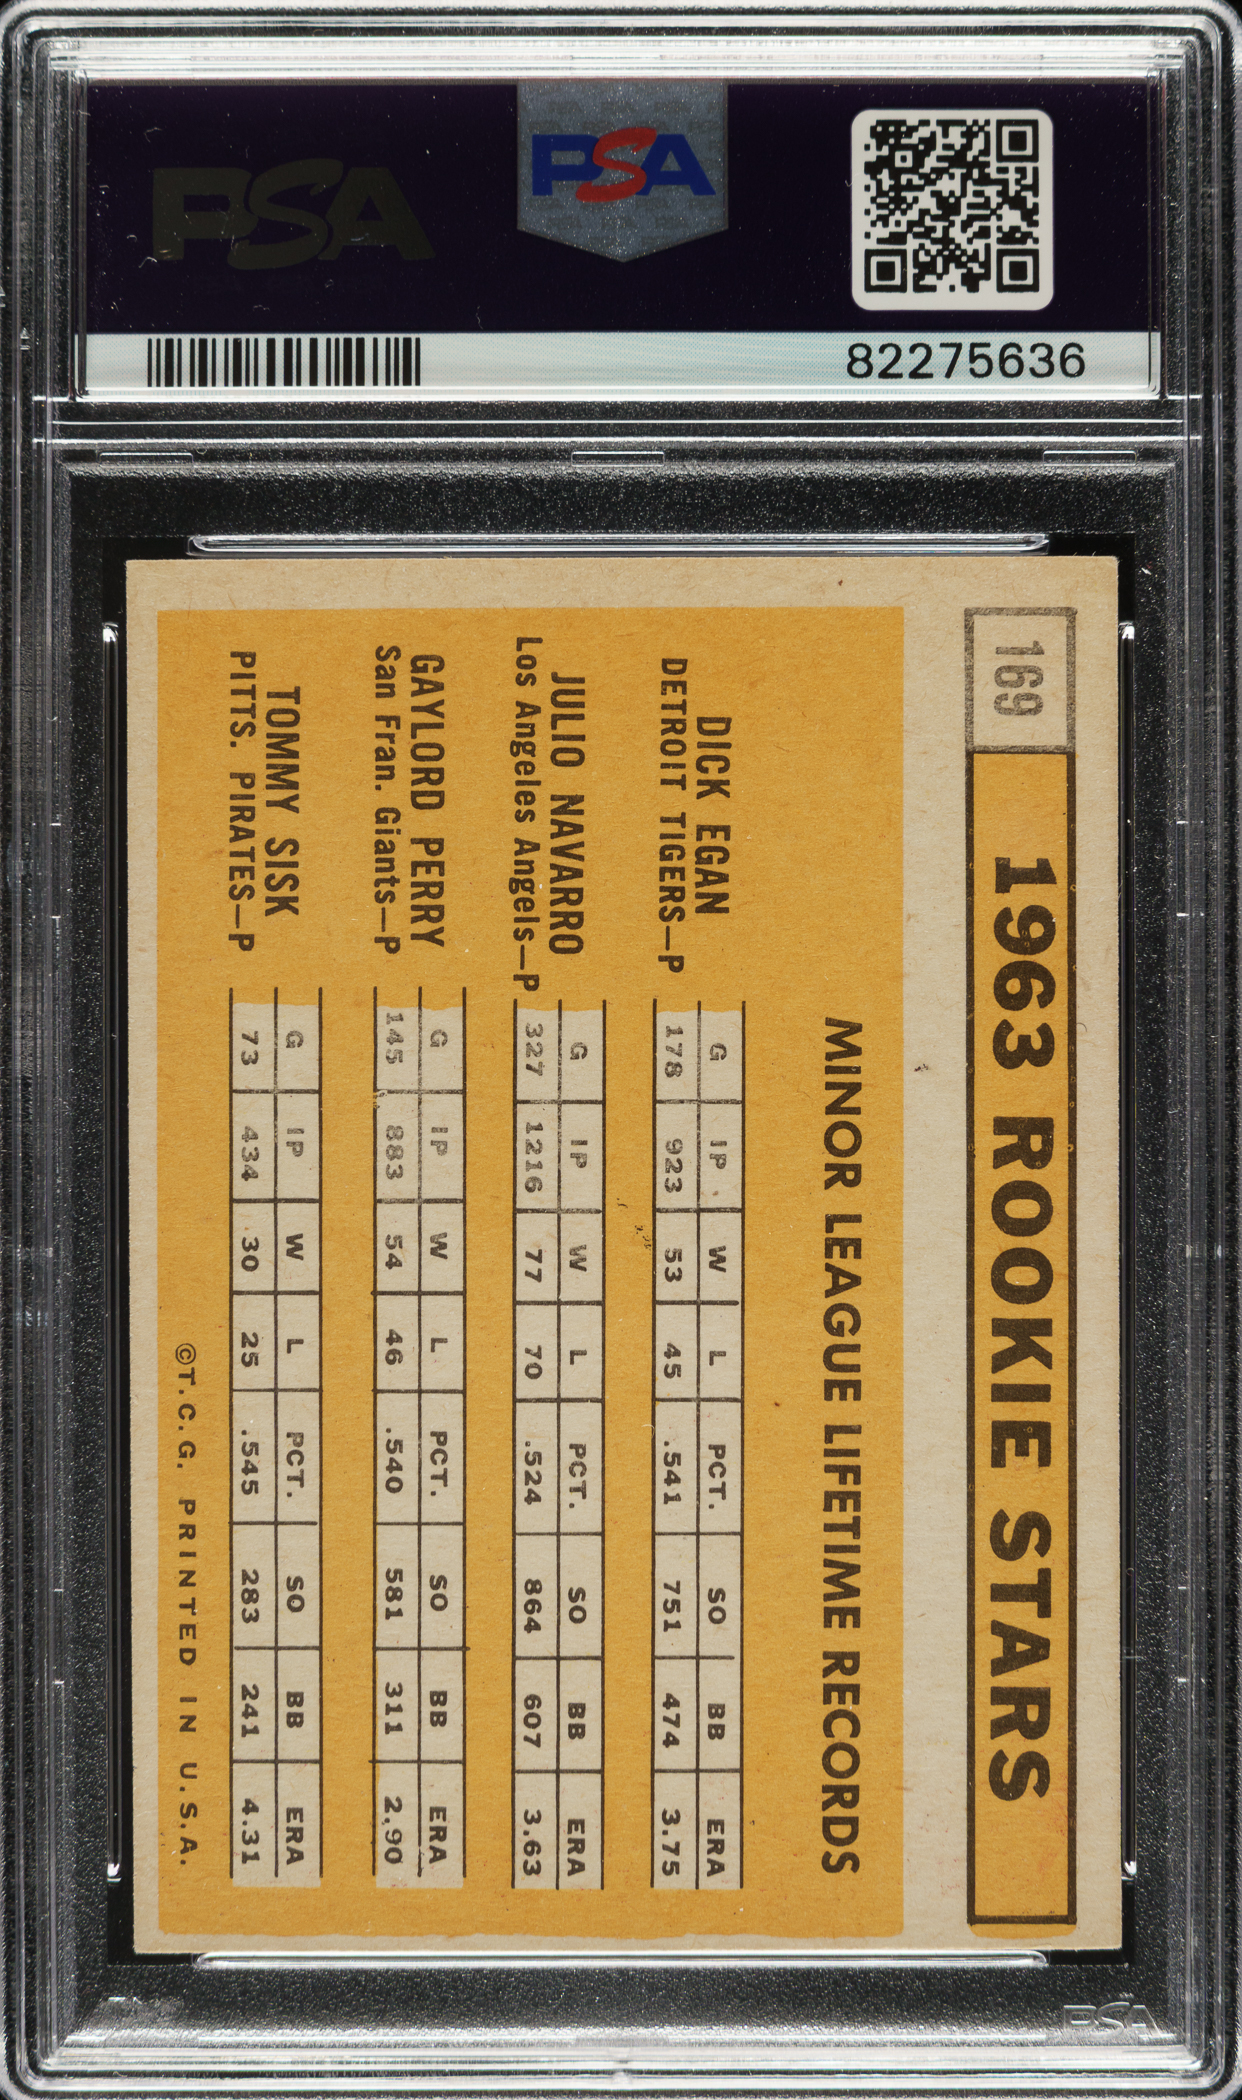 PSA
PSA
82275636
169
1963 ROOKIE STARS
MINOR LEAGUE LIFETIME RECORDS
DICK EGAN
DETROIT TIGERS—P
G IP W L PCT. SO BB ERA
178 923 53 45 .541 751 474 3.75
JULIO NAVARRO
Los Angeles Angels—P
G IP W L PCT. SO BB ERA
327 1216 77 70 .524 864 607 3.63
GAYLORD PERRY
San Fran. Giants—P
G IP W L PCT. SO BB ERA
145 883 54 46 .540 581 311 2.90
TOMMY SISK
PITTS. PIRATES—P
G IP W L PCT. SO BB ERA
73 434 30 25 .545 283 241 4.31
©T.C.G. PRINTED IN U.S.A.
PSA